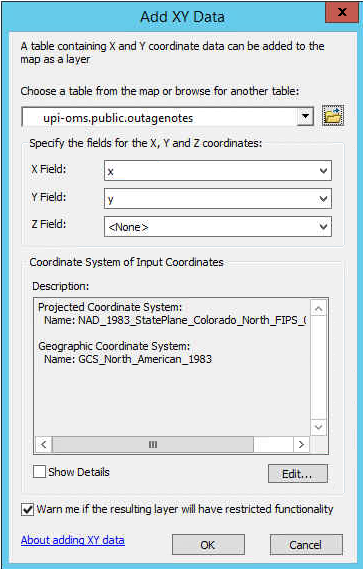 Add XY Data
x
A table containing X and Y coordinate data can be added to the
map as a layer
Choose a table from the map or browse for another table:
upi-oms.public.outagenotes
Specify the fields for the X, Y and Z coordinates:
X Field: x
Y Field: y
Z Field: <None>
Coordinate System of Input Coordinates
Description:
Projected Coordinate System:
Name: NAD_1983_StatePlane_Colorado_North_FIPS_0
Geographic Coordinate System:
Name: GCS_North_American_1983
Show Details
Edit...
Warn me if the resulting layer will have restricted functionality
About adding XY data OK Cancel